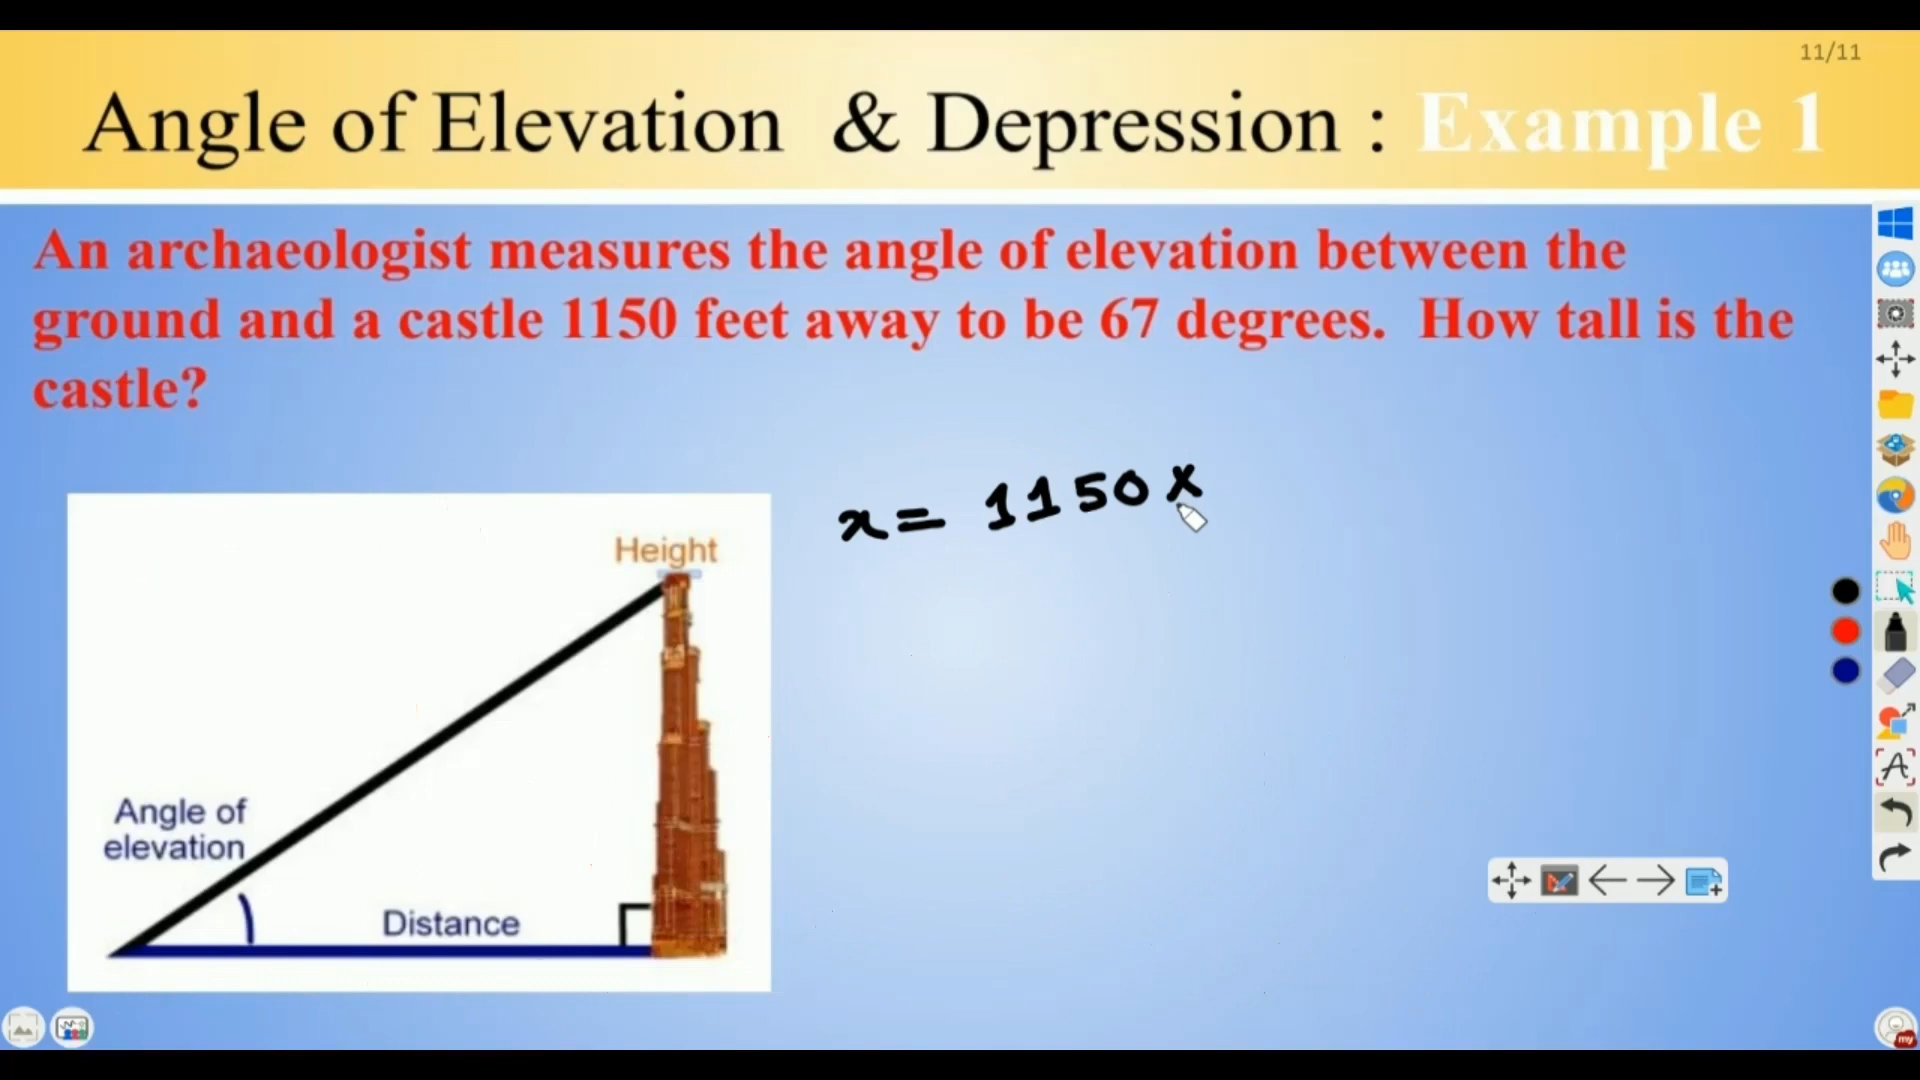 11/11
Angle of Elevation & Depression : Example 1
An archaeologist measures the angle of elevation between the
ground and a castle 1150 feet away to be 67 degrees. How tall is the
castle?
x = 1150 x
Height
Angle of
elevation
Distance
A
my